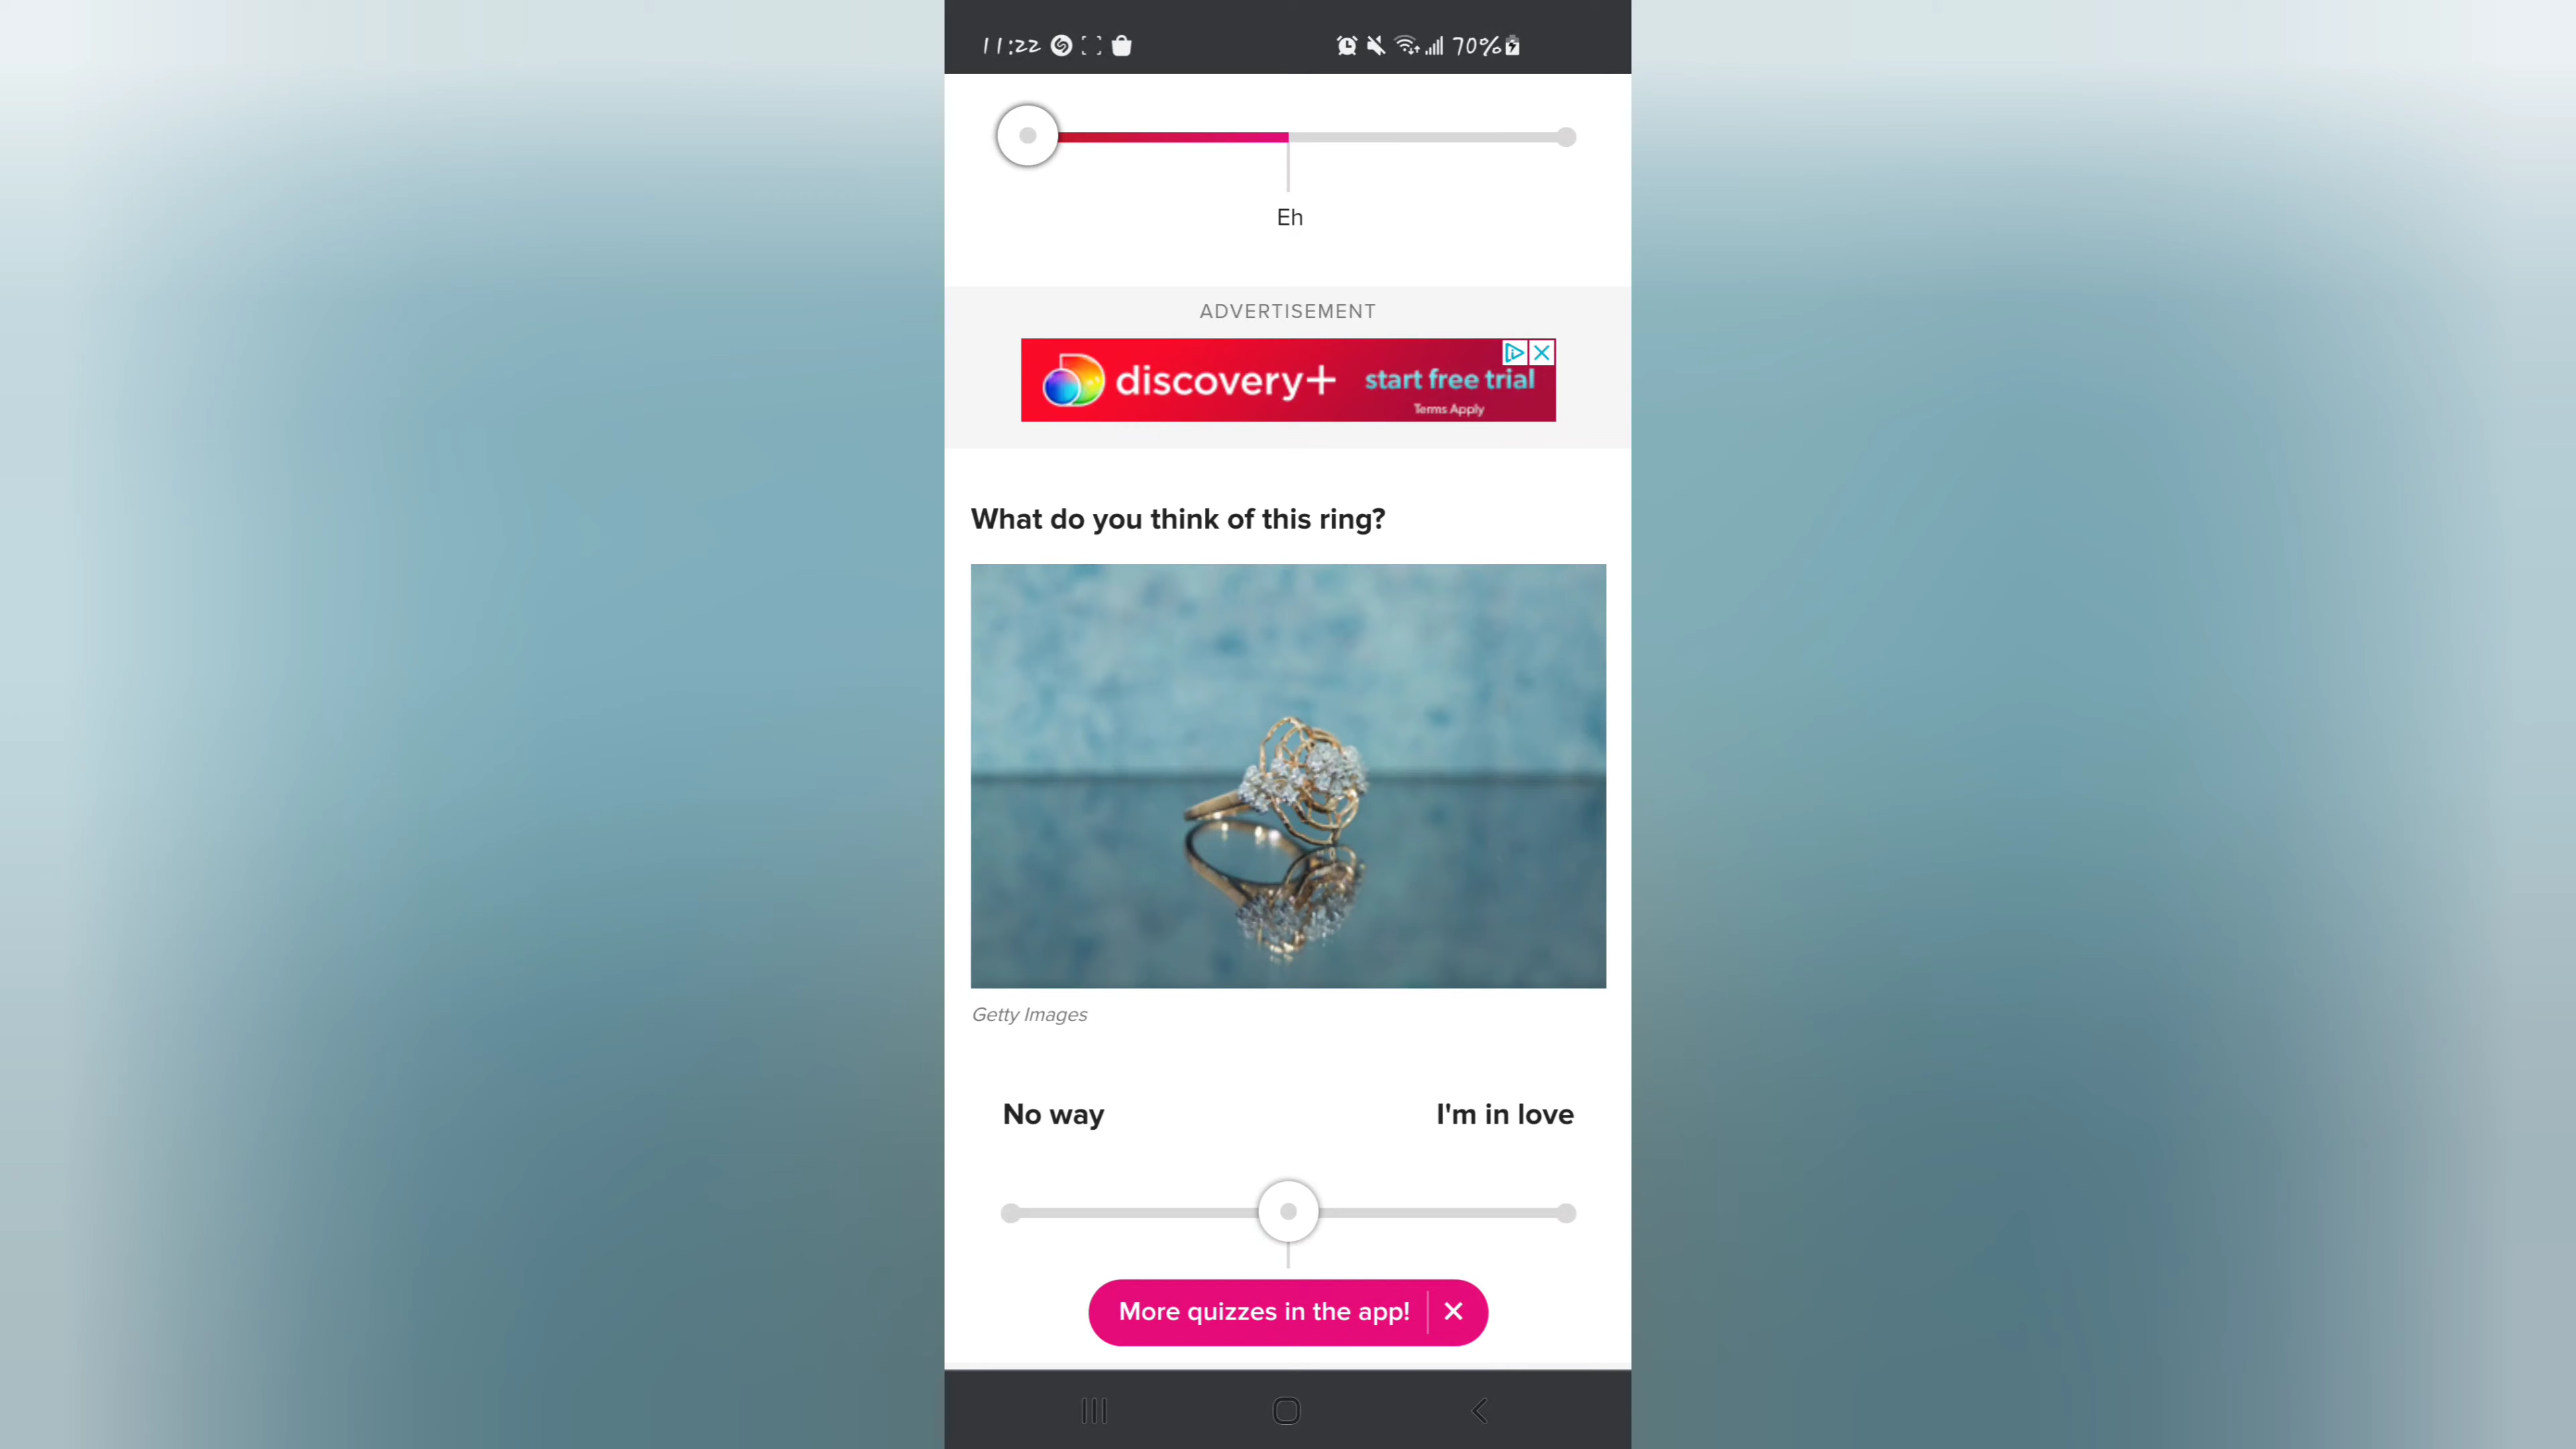 11:22
70%
Eh
ADVERTISEMENT
discovery+
start free trial
Terms Apply
What do you think of this ring?
Getty Images
No way
I'm in love
More quizzes in the app!